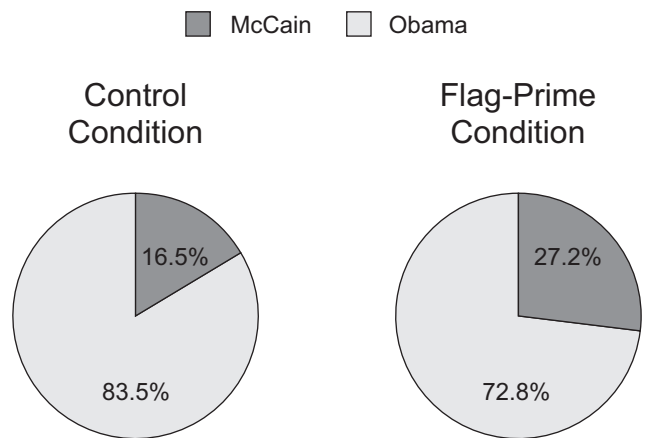 McCain Obama
Control
Condition
Flag-Prime
Condition
16.5%
27.2%
83.5%
72.8%